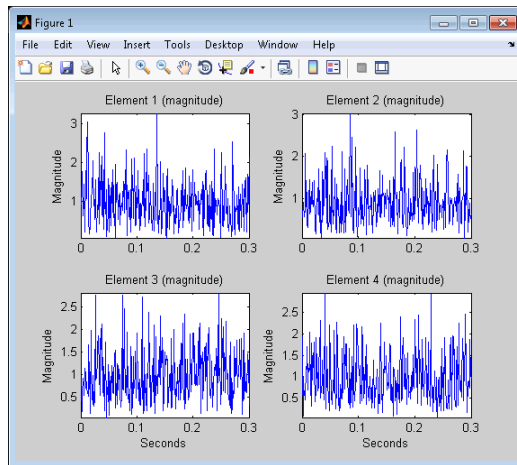 Figure 1
File Edit View Insert Tools Desktop Window Help
Element 1 (magnitude)
Element 2 (magnitude)
3
2
1
Magnitude
0 0.1 0.2 0.3
3
2
1
Magnitude
0 0.1 0.2 0.3
Element 3 (magnitude)
Element 4 (magnitude)
2.5
2
1.5
1
0.5
Magnitude
0 0.1 0.2 0.3
Seconds
2.5
2
1.5
1
0.5
Magnitude
0 0.1 0.2 0.3
Seconds